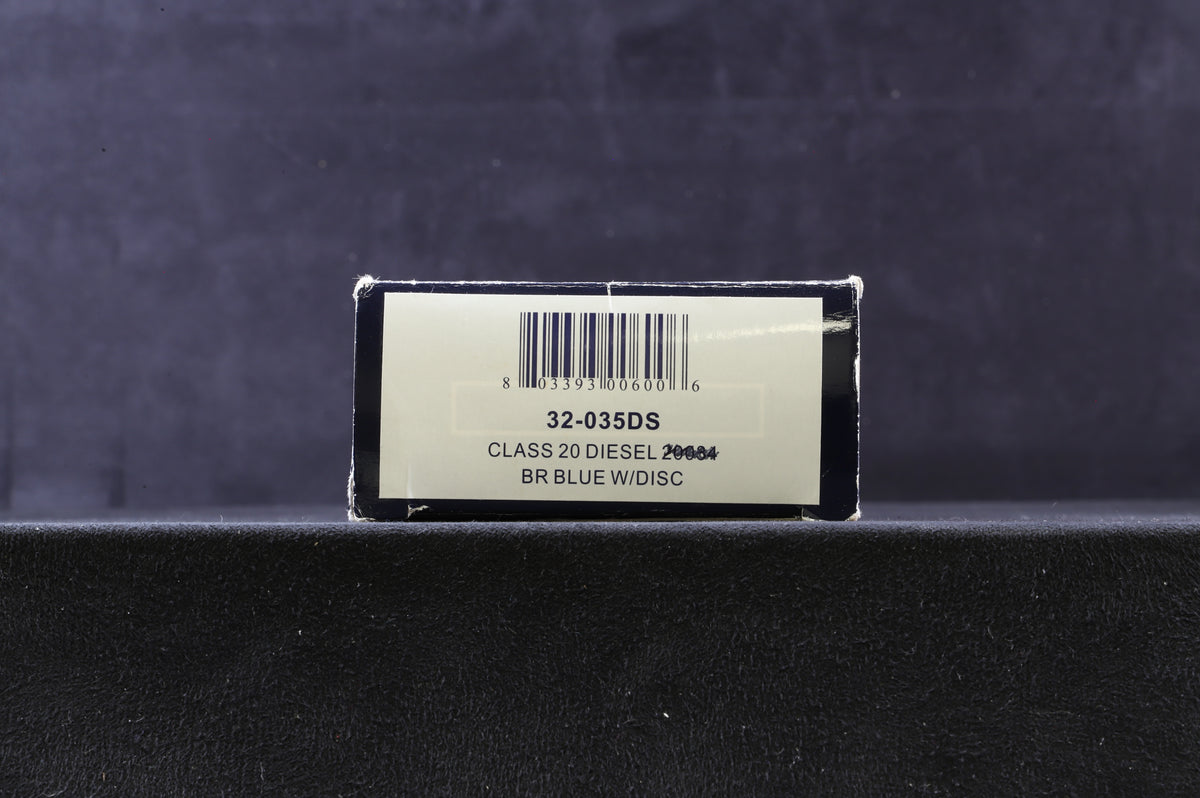 8 03393 00600 6
32-035DS
CLASS 20 DIESEL
BR BLUE W/DISC